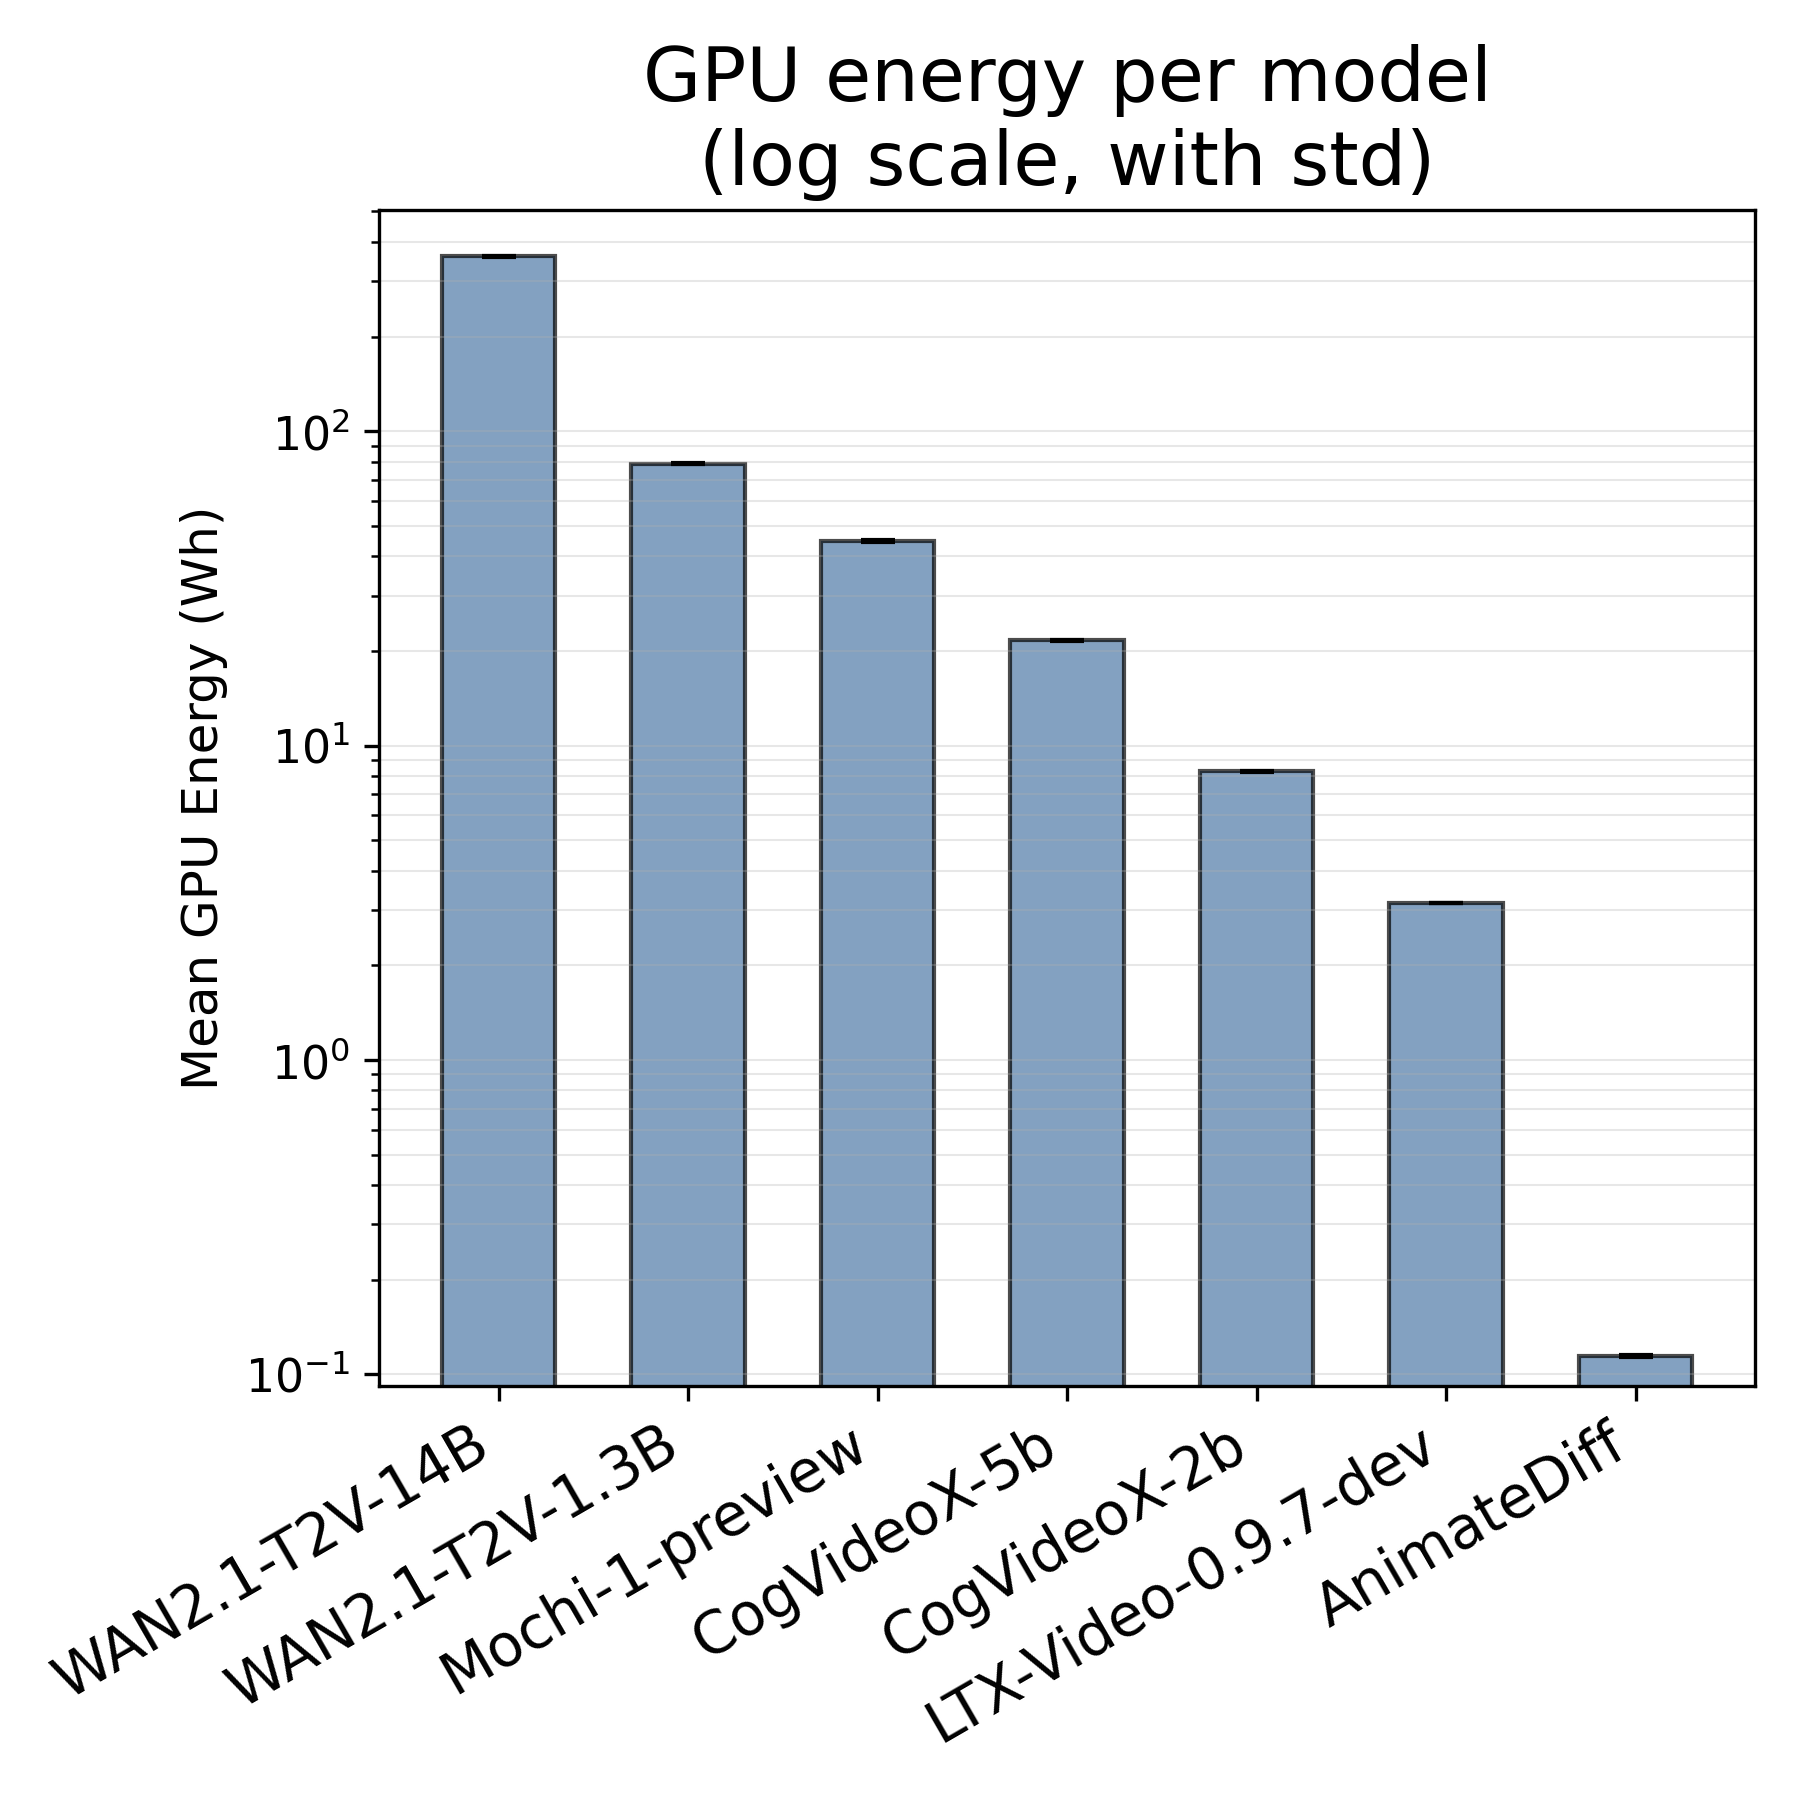 GPU energy per model
(log scale, with std)
Mean GPU Energy (Wh)
10²
10¹
10⁰
10⁻¹
WAN2.1-T2V-14B
WAN2.1-T2V-1.3B
Mochi-1-preview
CogVideoX-5b
CogVideoX-2b
LTX-Video-0.9.7-dev
AnimateDiff